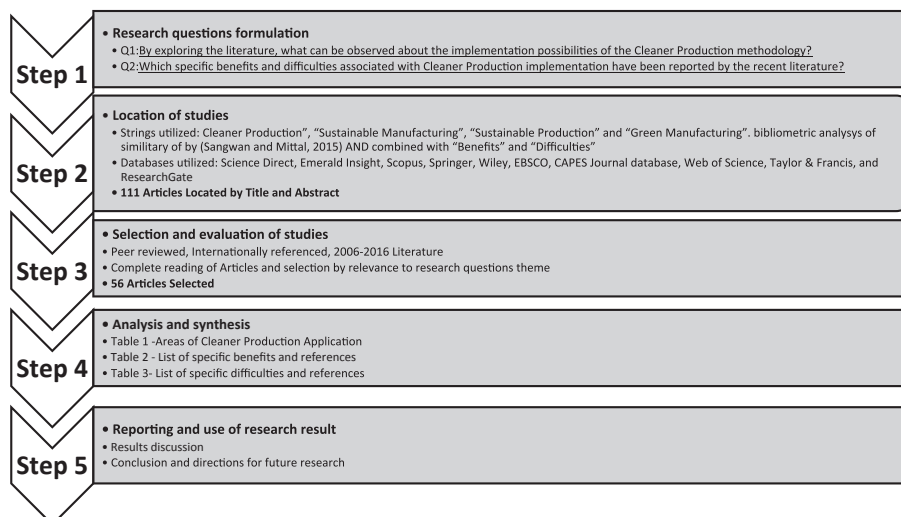 Step 1
• Research questions formulation
• Q1:By exploring the literature, what can be observed about the implementation possibilities of the Cleaner Production methodology?
• Q2:Which specific benefits and difficulties associated with Cleaner Production implementation have been reported by the recent literature?
Step 2
• Location of studies
• Strings utilized: Cleaner Production”, “Sustainable Manufacturing”, “Sustainable Production” and “Green Manufacturing”. bibliometric analysys of
similitary of by (Sangwan and Mittal, 2015) AND combined with “Benefits” and “Difficulties”
• Databases utilized: Science Direct, Emerald Insight, Scopus, Springer, Wiley, EBSCO, CAPES Journal database, Web of Science, Taylor & Francis, and
ResearchGate
• 111 Articles Located by Title and Abstract
Step 3
• Selection and evaluation of studies
• Peer reviewed, Internationally referenced, 2006-2016 Literature
• Complete reading of Articles and selection by relevance to research questions theme
• 56 Articles Selected
Step 4
• Analysis and synthesis
• Table 1 -Areas of Cleaner Production Application
• Table 2 - List of specific benefits and references
• Table 3- List of specific difficulties and references
Step 5
• Reporting and use of research result
• Results discussion
• Conclusion and directions for future research